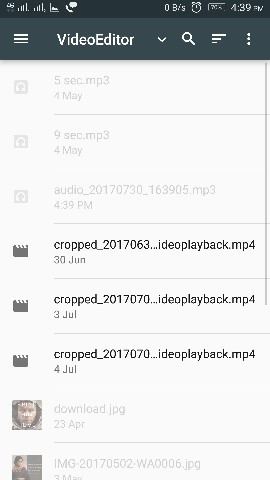 4G 0 B/s 70% 4:39 PM
VideoEditor
5 sec.mp3
4 May
9 sec.mp3
4 May
audio_20170730_163905.mp3
4:39 PM
cropped_2017063...ideoplayback.mp4
30 Jun
cropped_2017070...ideoplayback.mp4
3 Jul
cropped_2017070...ideoplayback.mp4
4 Jul
download.jpg
23 Apr
IMG-20170502-WA0006.jpg
3 May